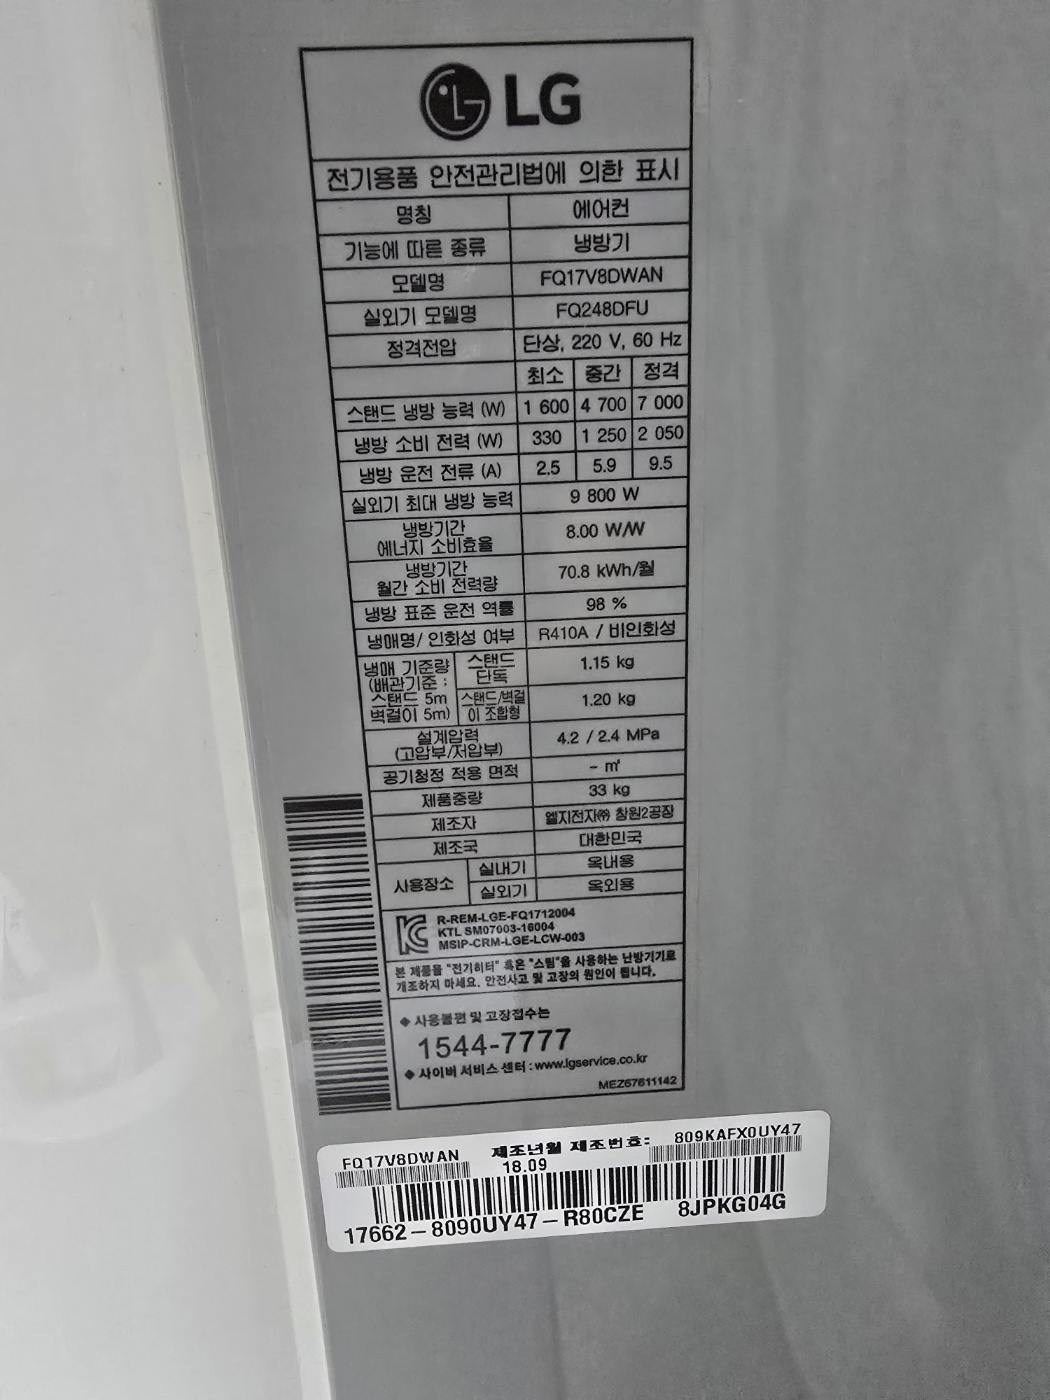 LG
전기용품 안전관리법에 의한 표시
명칭 에어컨
기능에 따른 종류 냉방기
모델명 FQ17V8DWAN
실외기 모델명 FQ248DFU
정격전압 단상, 220 V, 60 Hz
최소 중간 정격
스탠드 냉방 능력 (W) 1 600 4 700 7 000
냉방 소비 전력 (W) 330 1 250 2 050
냉방 운전 전류 (A) 2.5 5.9 9.5
실외기 최대 냉방 능력 9 800 W
냉방기간
에너지 소비효율 8.00 W/W
냉방기간
월간 소비 전력량 70.8 kWh/월
냉방 표준 운전 역률 98 %
냉매명/ 인화성 여부 R410A / 비인화성
냉매 기준량
(배관기준 :
스탠드 5m
벽걸이 5m)
스탠드
단독 1.15 kg
스탠드/벽걸
이 조합형 1.20 kg
설계압력
(고압부/저압부) 4.2 / 2.4 MPa
공기청정 적용 면적 - ㎡
제품중량 33 kg
제조자 엘지전자㈜ 창원2공장
제조국 대한민국
사용장소 실내기 옥내용
실외기 옥외용
R-REM-LGE-FQ1712004
KTL SM07003-16004
MSIP-CRM-LGE-LCW-003
본 제품을 "전기히터" 혹은 "스팀"을 사용하는 난방기기로
개조하지 마세요. 안전사고 및 고장의 원인이 됩니다.
◆ 사용불편 및 고장접수는
1544-7777
◆ 사이버 서비스 센터 : www.lgservice.co.kr
MEZ67611142
FQ17V8DWAN 제조년월 제조번호: 809KAFX0UY47
18.09
17662-8090UY47-R80CZE 8JPKG04G